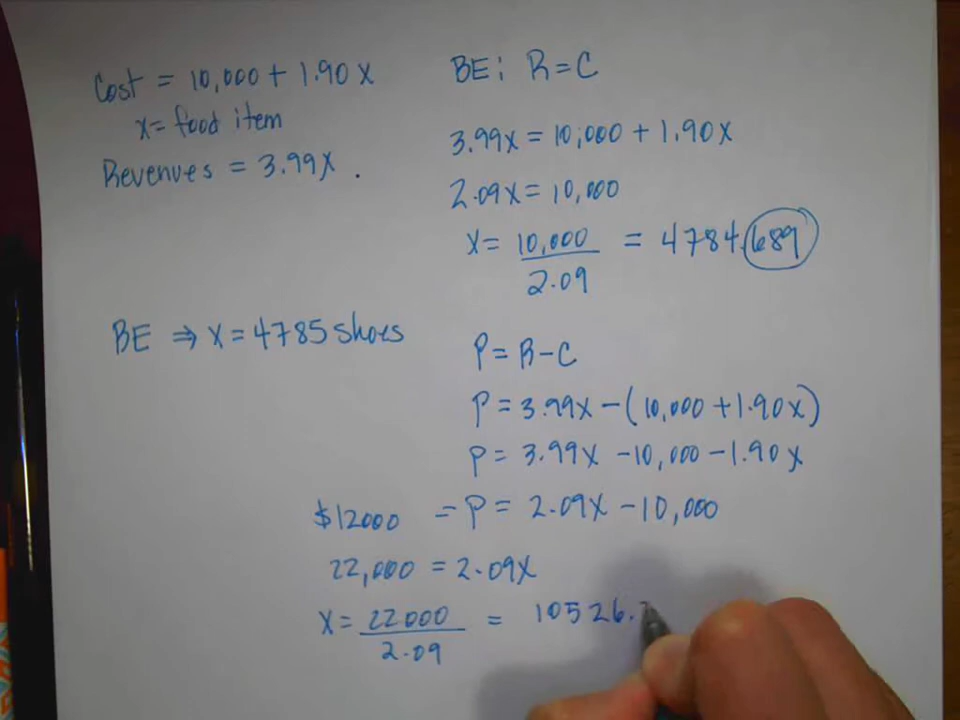 Cost = 10,000 + 1.90 x
x = food item
Revenues = 3.99x .
BE : R = C
3.99x = 10,000 + 1.90x
2.09x = 10,000
x = 10,000 / 2.09 = 4784.689
BE ⇒ x = 4785 shoes
P = R - C
P = 3.99x - (10,000 + 1.90x)
P = 3.99x - 10,000 - 1.90x
$12000 = P = 2.09x - 10,000
22,000 = 2.09x
x = 22000 / 2.09 = 10526.